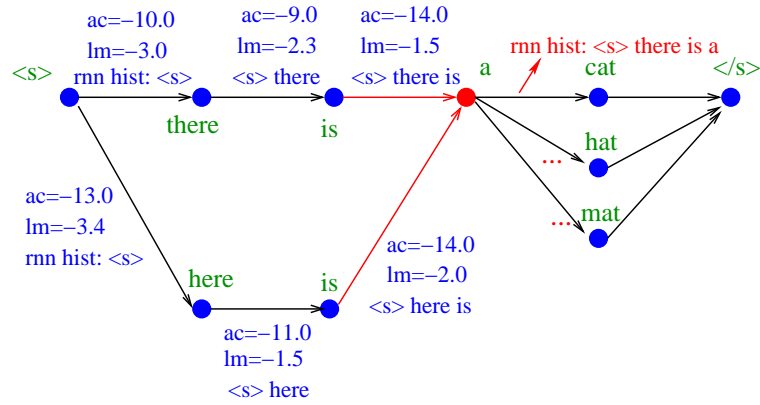 ac=−10.0
lm=−3.0
rnn hist: <s>
ac=−9.0
lm=−2.3
<s> there
ac=−14.0
lm=−1.5
<s> there is
rnn hist: <s> there is a
<s>
there
is
a
cat
</s>
hat
...
mat
...
ac=−13.0
lm=−3.4
rnn hist: <s>
here
is
ac=−14.0
lm=−2.0
<s> here is
ac=−11.0
lm=−1.5
<s> here